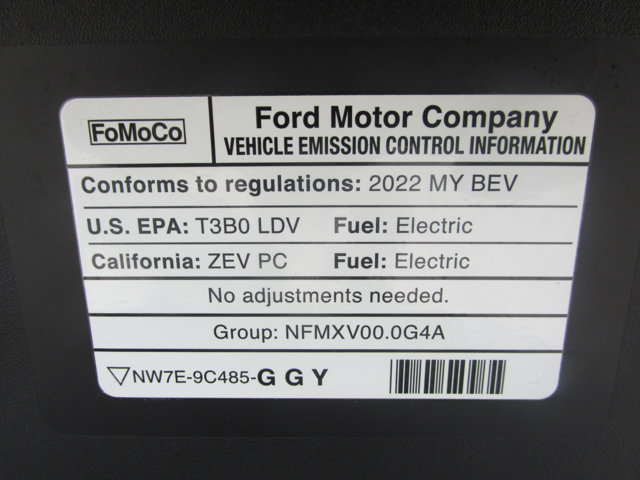 FoMoCo
Ford Motor Company
VEHICLE EMISSION CONTROL INFORMATION
Conforms to regulations: 2022 MY BEV
U.S. EPA: T3B0 LDV Fuel: Electric
California: ZEV PC Fuel: Electric
No adjustments needed.
Group: NFMXV00.0G4A
▽NW7E-9C485-G G Y